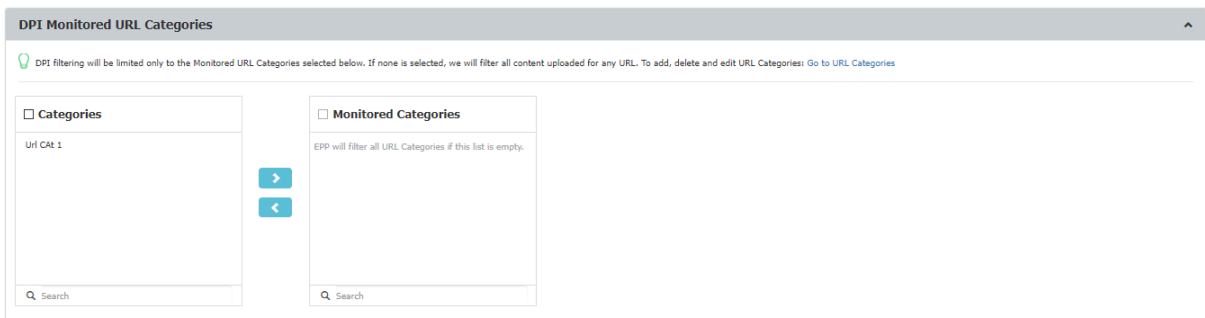 DPI Monitored URL Categories
DPI filtering will be limited only to the Monitored URL Categories selected below. If none is selected, we will filter all content uploaded for any URL. To add, delete and edit URL Categories: Go to URL Categories
Categories
Monitored Categories
Url CAt 1
EPP will filter all URL Categories if this list is empty.
Search
Search